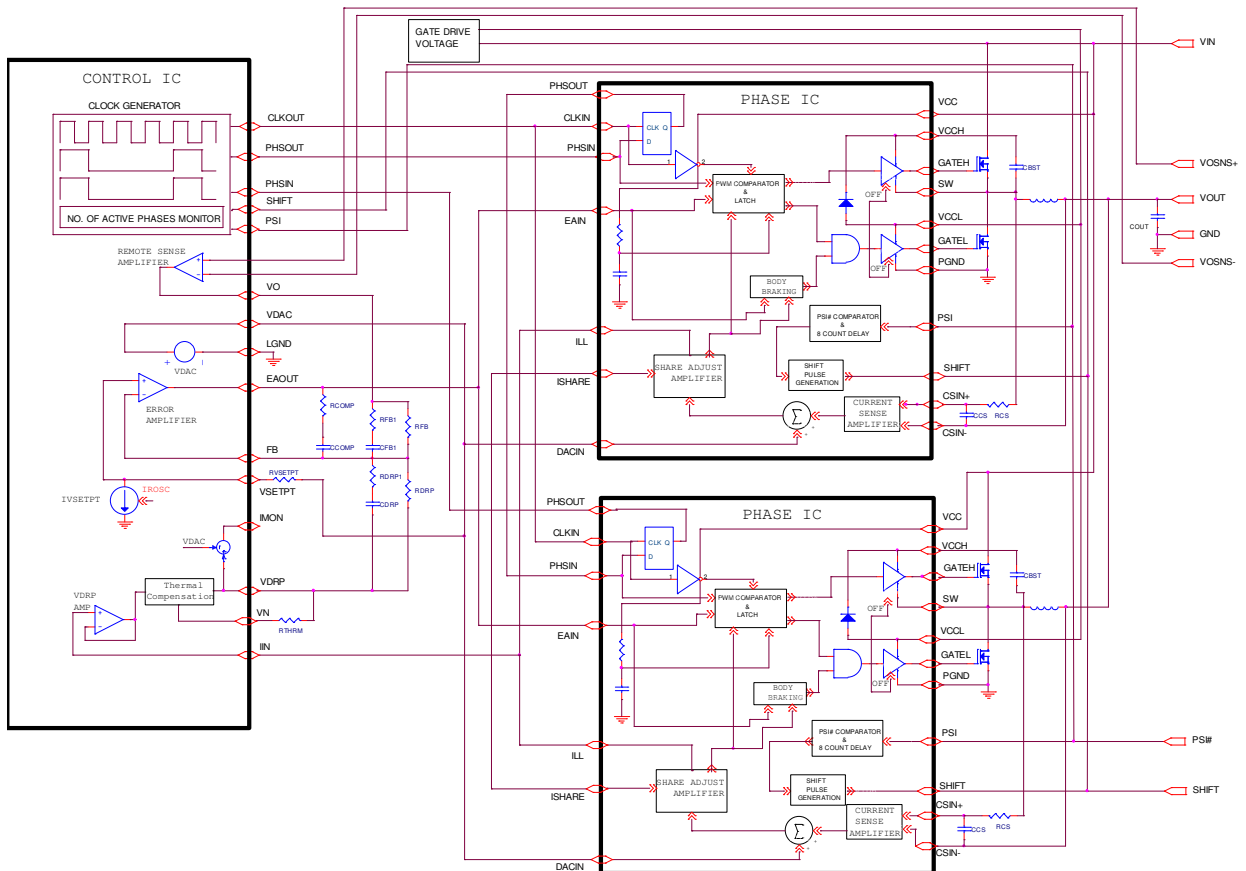 GATE DRIVE
VOLTAGE
VIN
CONTROL IC
CLOCK GENERATOR
CLKOUT
PHSOUT
PHSIN
SHIFT
NO. OF ACTIVE PHASES MONITOR
PSI
REMOTE SENSE
AMPLIFIER
+
-
VO
VDAC
LGND
+
-
VDAC
EAOUT
+
-
ERROR
AMPLIFIER
RCOMP
RFB1
RFB
CCOMP
CFB1
FB
RVSETPT
RDRP1
RDRP
CDRP
VSETPT
IROSC
IVSETPT
IMON
VDAC
VDRP
Thermal
Compensation
VDRP
AMP
+
-
VN
RTHRM
IIN
PHASE IC
PHSOUT
CLKIN
PHSIN
CLK Q
D
1
2
PWM COMPARATOR
&
LATCH
EAIN
OFF
OFF
BODY
BRAKING
PSI# COMPARATOR
&
8 COUNT DELAY
ILL
ISHARE
SHARE ADJUST
AMPLIFIER
SHIFT
PULSE
GENERATION
CURRENT
SENSE
AMPLIFIER
Σ
+
+
DACIN
VCC
VCCH
GATEH
CBST
SW
VCCL
GATEL
PGND
PSI
SHIFT
CSIN+
CCS
RCS
CSIN-
VOSNS+
VOUT
COUT
GND
VOSNS-
PHASE IC
PHSOUT
CLKIN
PHSIN
CLK Q
D
1
2
PWM COMPARATOR
&
LATCH
EAIN
OFF
OFF
BODY
BRAKING
PSI# COMPARATOR
&
8 COUNT DELAY
ILL
ISHARE
SHARE ADJUST
AMPLIFIER
SHIFT
PULSE
GENERATION
CURRENT
SENSE
AMPLIFIER
Σ
+
+
DACIN
VCC
VCCH
GATEH
CBST
SW
VCCL
GATEL
PGND
PSI
SHIFT
CSIN+
CCS
RCS
CSIN-
PSI#
SHIFT